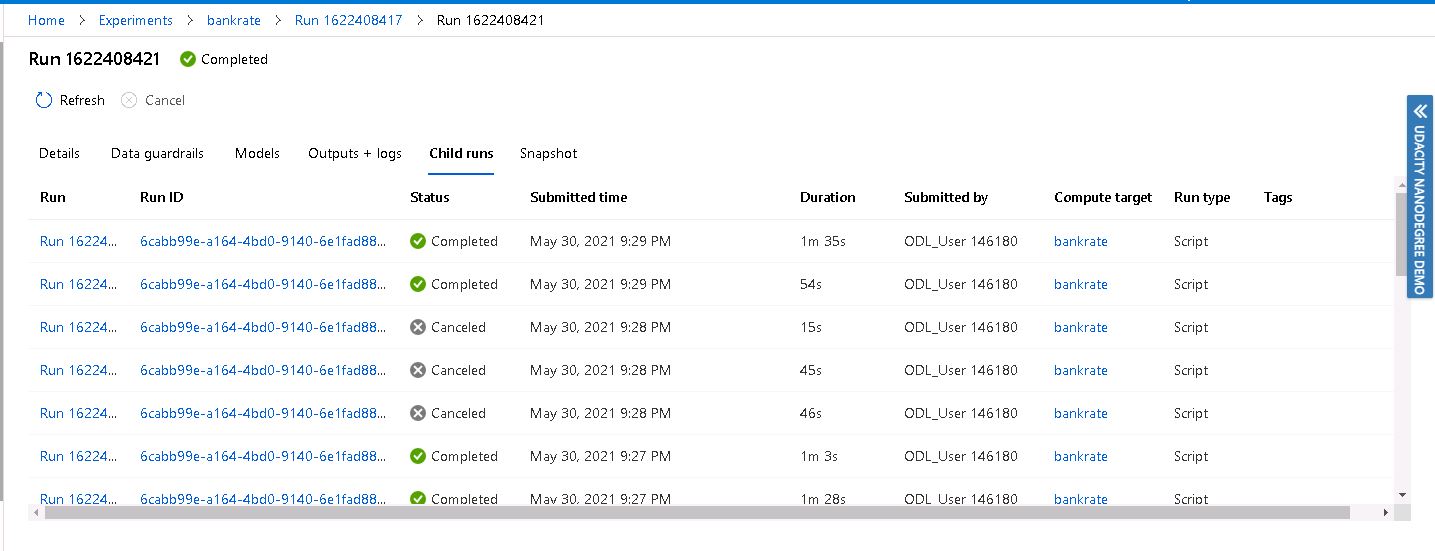 Home > Experiments > bankrate > Run 1622408417 > Run 1622408421
Run 1622408421 Completed
Refresh Cancel
Details Data guardrails Models Outputs + logs Child runs Snapshot
Run Run ID Status Submitted time Duration Submitted by Compute target Run type Tags
Run 16224... 6cabb99e-a164-4bd0-9140-6e1fad88... Completed May 30, 2021 9:29 PM 1m 35s ODL_User 146180 bankrate Script
Run 16224... 6cabb99e-a164-4bd0-9140-6e1fad88... Completed May 30, 2021 9:29 PM 54s ODL_User 146180 bankrate Script
Run 16224... 6cabb99e-a164-4bd0-9140-6e1fad88... Canceled May 30, 2021 9:28 PM 15s ODL_User 146180 bankrate Script
Run 16224... 6cabb99e-a164-4bd0-9140-6e1fad88... Canceled May 30, 2021 9:28 PM 45s ODL_User 146180 bankrate Script
Run 16224... 6cabb99e-a164-4bd0-9140-6e1fad88... Canceled May 30, 2021 9:28 PM 46s ODL_User 146180 bankrate Script
Run 16224... 6cabb99e-a164-4bd0-9140-6e1fad88... Completed May 30, 2021 9:27 PM 1m 3s ODL_User 146180 bankrate Script
Run 16224... 6cabb99e-a164-4bd0-9140-6e1fad88... Completed May 30, 2021 9:27 PM 1m 28s ODL_User 146180 bankrate Script
UDACITY NANODEGREE DEMO